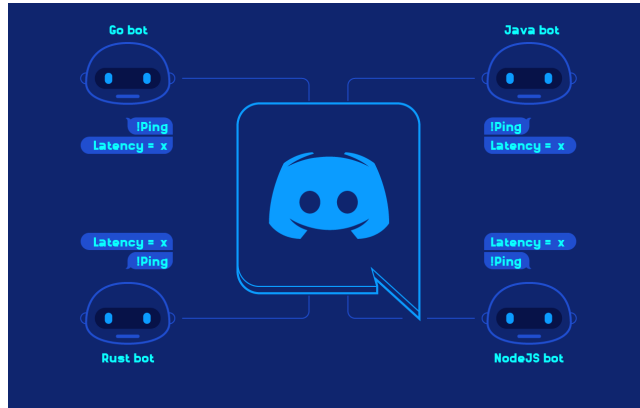 Go bot
Java bot
!Ping
Latency = x
!Ping
Latency = x
Latency = x
!Ping
Latency = x
!Ping
Rust bot
NodeJS bot